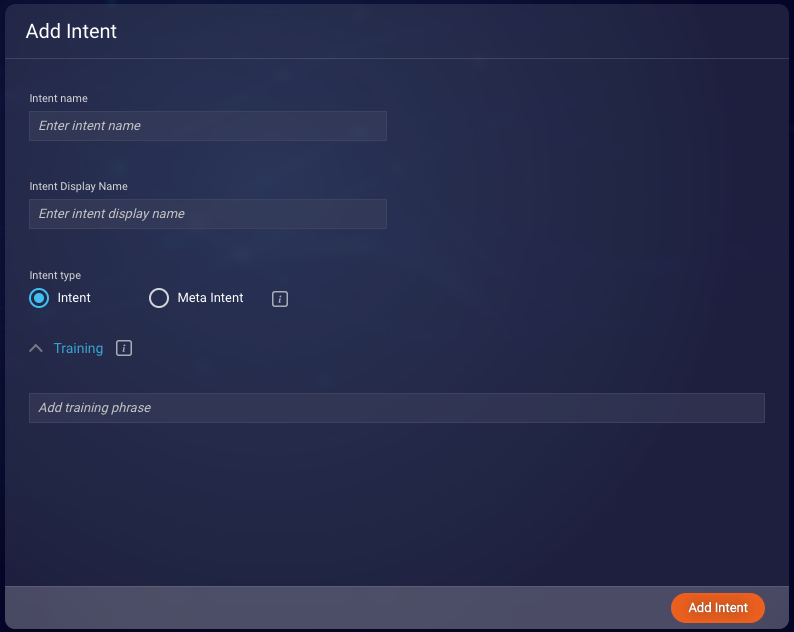 Add Intent
Intent name
Enter intent name
Intent Display Name
Enter intent display name
Intent type
Intent Meta Intent i
Training i
Add training phrase
Add Intent